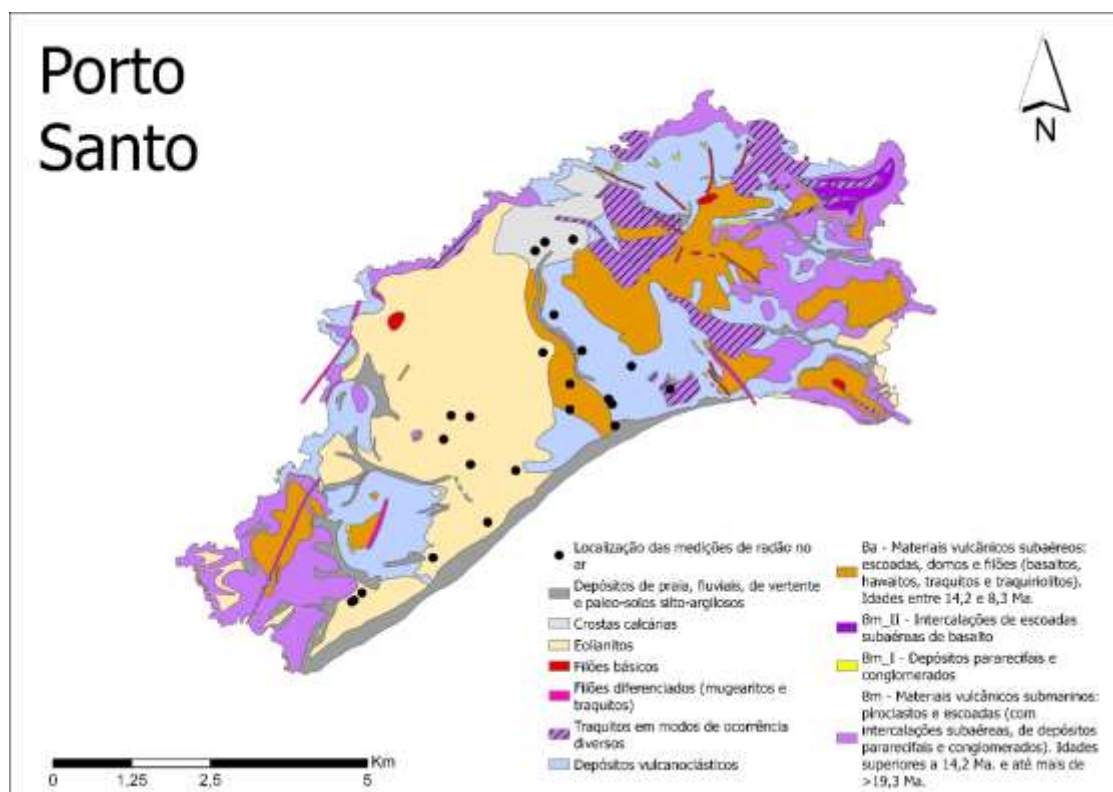 Porto
Santo
N
Localização das medições de radão no
ar
Depósitos de praia, fluviais, de vertente
e paleo-solos silto-argilosos
Crostas calcárias
Eolianitos
Filões básicos
Filões diferenciados (mugearitos e
traquitos)
Traquitos em modos de ocorrência
diversos
Depósitos vulcanoclásticos
Ba - Materiais vulcânicos subaéreos:
escoadas, domos e filões (basaltos,
hawaitos, traquitos e traquiriolitos).
Idades entre 14,2 e 8,3 Ma.
Bm_II - Intercalações de escoadas
subaéreas de basalto
Bm_I - Depósitos pararecifais e
conglomerados
Bm - Materiais vulcânicos submarinos:
piroclastos e escoadas (com
intercalações subaéreas, de depósitos
pararecifais e conglomerados). Idades
superiores a 14,2 Ma. e até mais de
>19,3 Ma.
Km
0 1,25 2,5 5